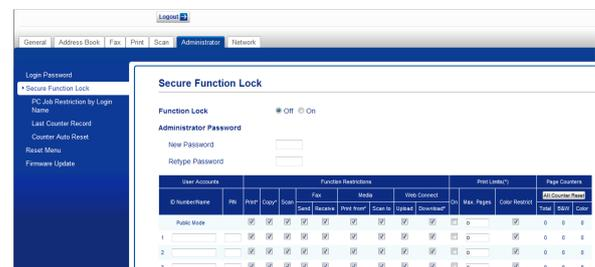 Logout
General Address Book Fax Print Scan Administrator Network
Login Password
Secure Function Lock
PC Job Restriction by Login
Name
Last Counter Record
Counter Auto Reset
Reset Menu
Firmware Update
Secure Function Lock
Function Lock Off On
Administrator Password
New Password
Retype Password
User Accounts Function Restrictions Print Limits(*) Page Counters
ID Number/Name PIN Print* Copy* Scan Fax Media Web Connect On Max. Pages Color Restrict All Counter Reset
Send Receive Print from* Scan to Upload Download* Total B&W Color
Public Mode 0 0 0 0
1 0 0 0 0
2 0 0 0 0